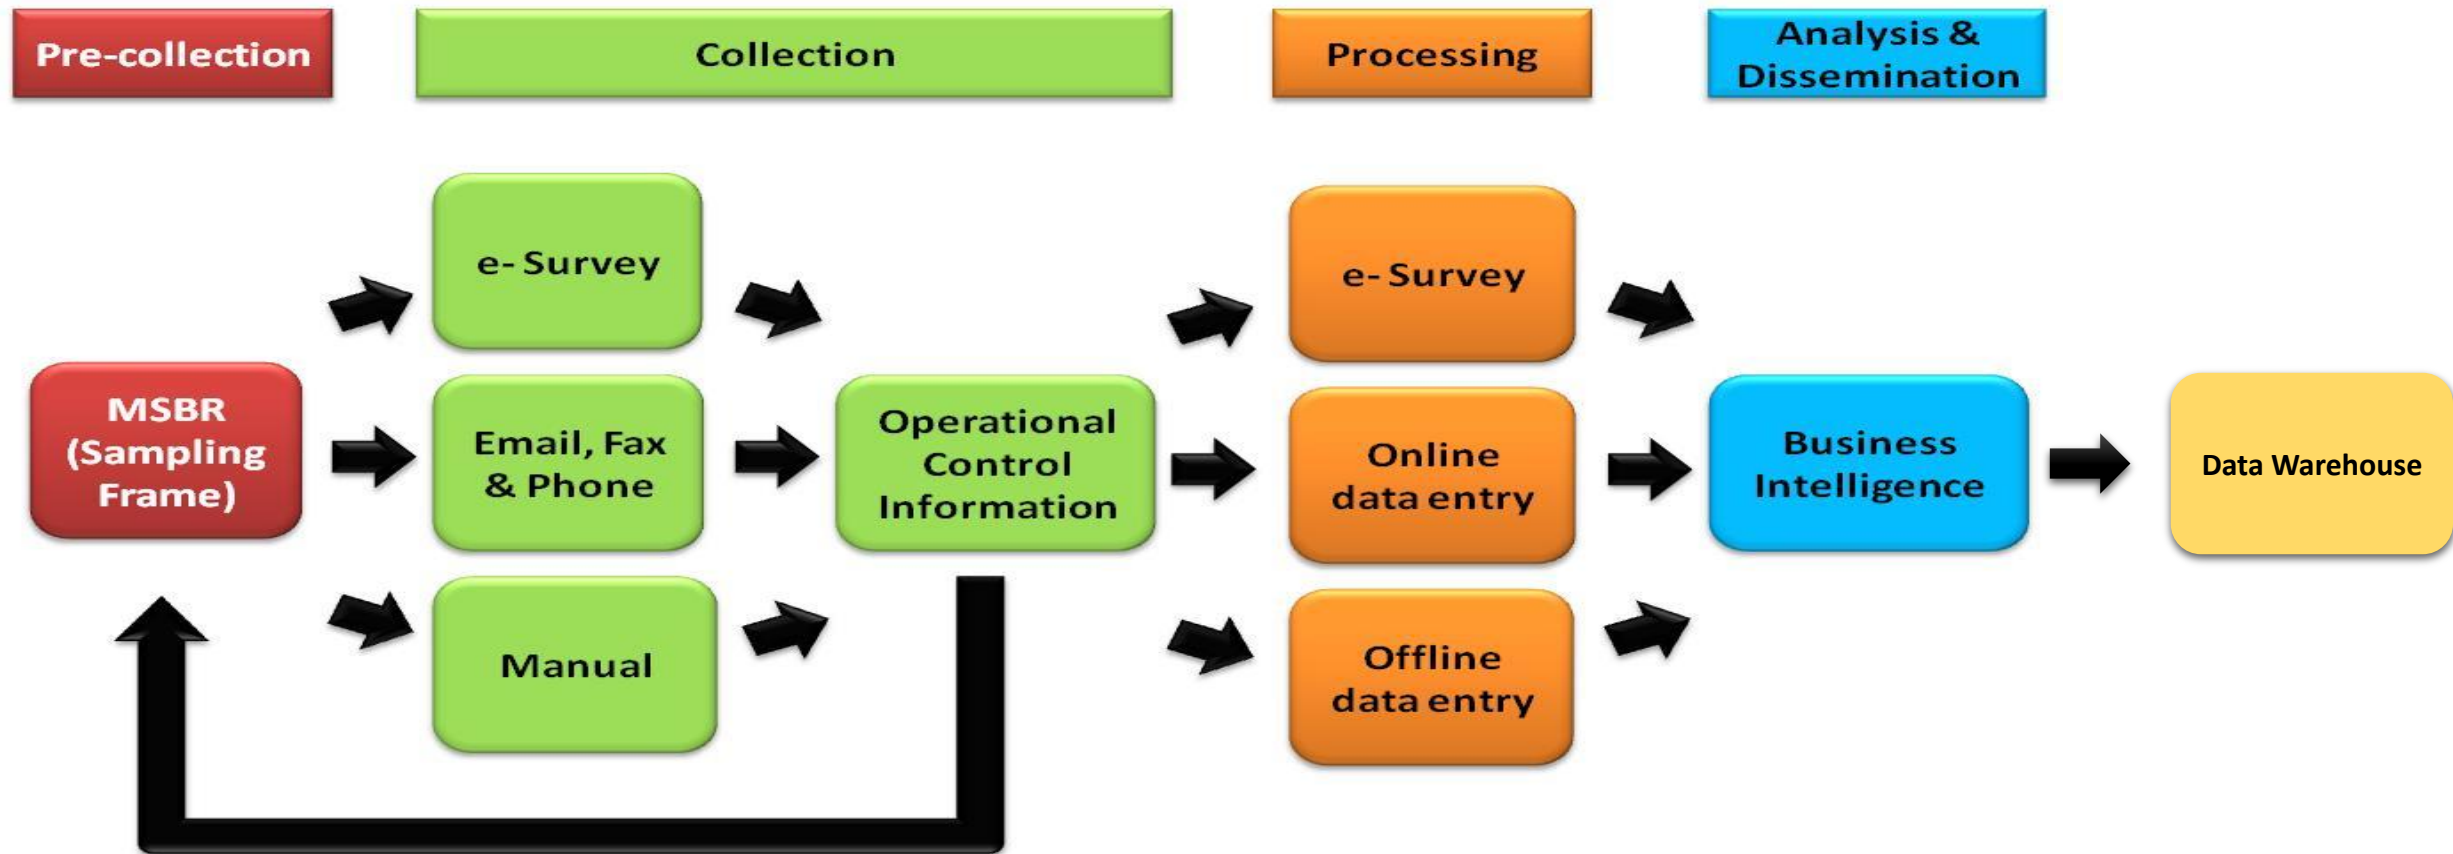 Pre-collection
Collection
Processing
Analysis &
Dissemination
MSBR
(Sampling
Frame)
e- Survey
Email, Fax
& Phone
Manual
Operational
Control
Information
e- Survey
Online
data entry
Offline
data entry
Business
Intelligence
Data Warehouse